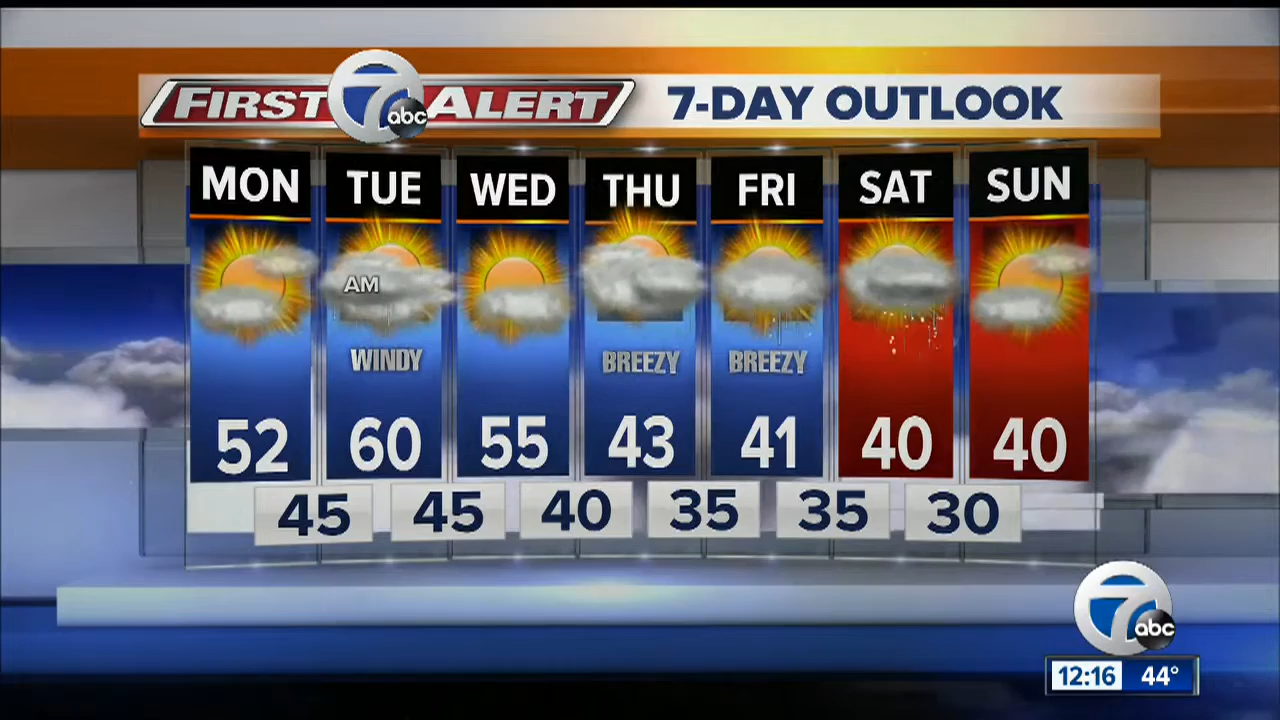 FIRST 7 abc ALERT 7-DAY OUTLOOK
MON TUE WED THU FRI SAT SUN
AM
WINDY BREEZY BREEZY
52 60 55 43 41 40 40
45 45 40 35 35 30
7 abc
12:16 44°